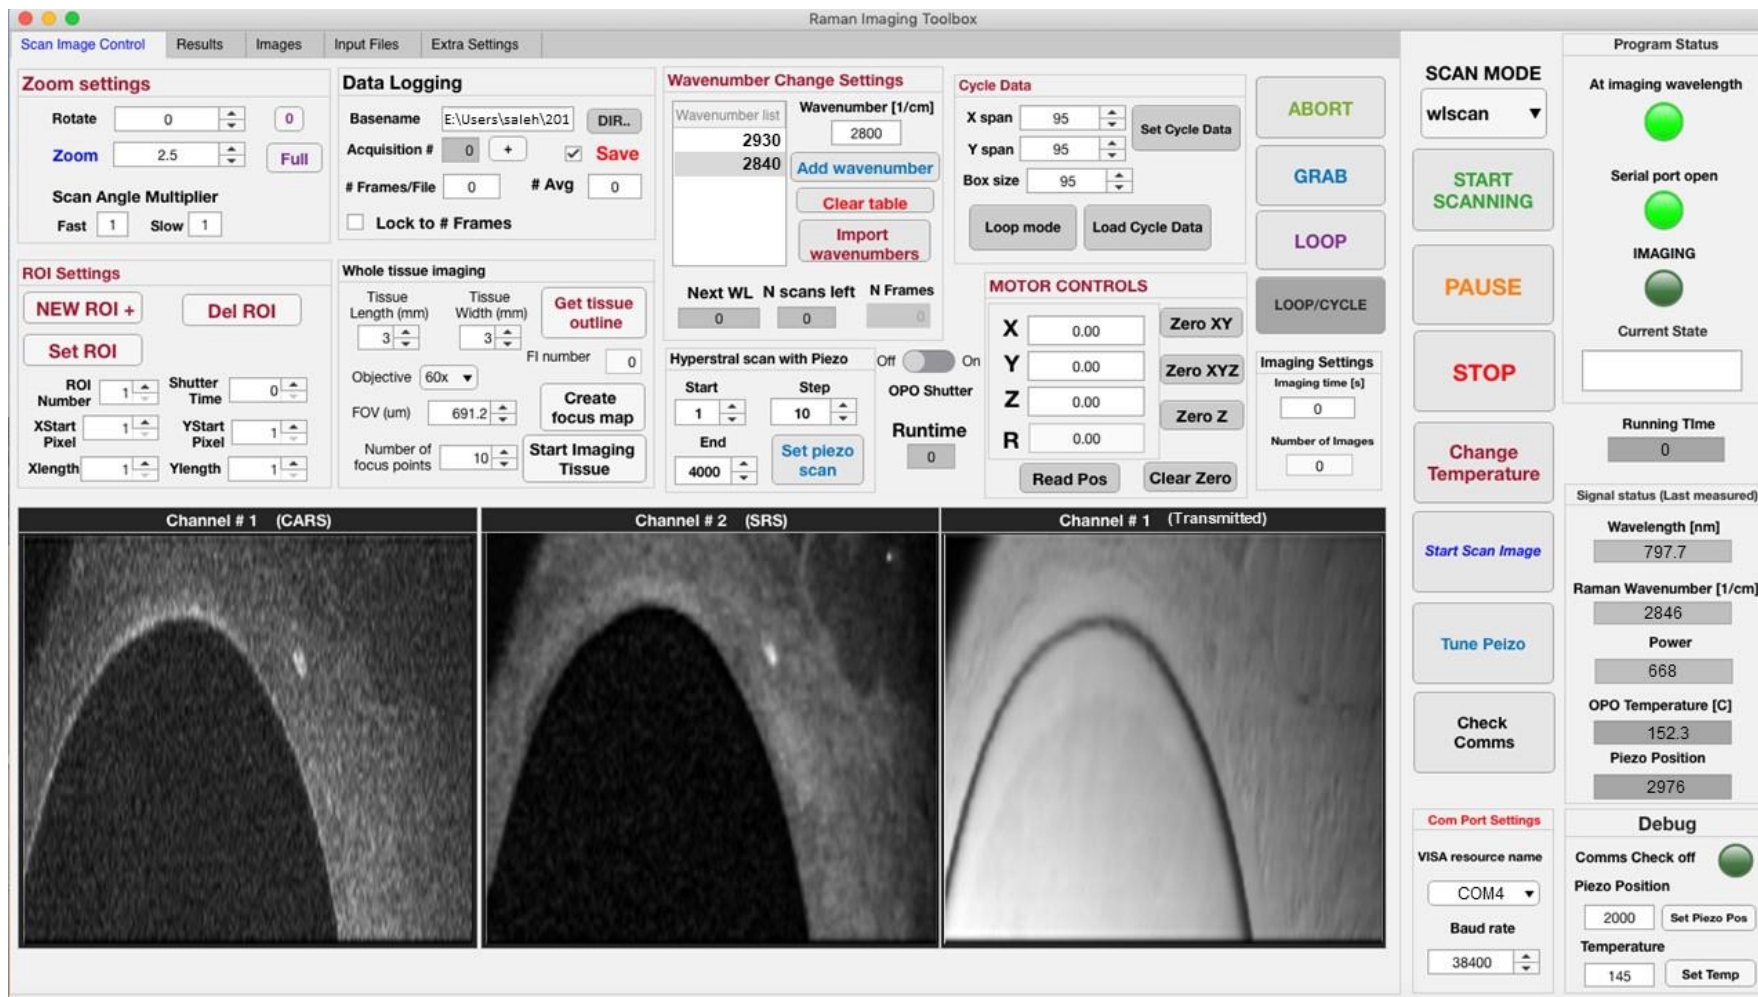 Raman Imaging Toolbox
Scan Image Control Results Images Input Files Extra Settings
Zoom settings
Rotate 0 0
Zoom 2.5 Full
Scan Angle Multiplier
Fast 1 Slow 1
Data Logging
Basename E:\Users\saleh\201 DIR..
Acquisition # 0 + Save
# Frames/File 0 # Avg 0
Lock to # Frames
Wavenumber Change Settings
Wavenumber list
2930
2840
Wavenumber [1/cm]
2800
Add wavenumber
Clear table
Import
wavenumbers
Next WL N scans left N Frames
0 0 0
Cycle Data
X span 95
Y span 95
Box size 95
Set Cycle Data
Loop mode Load Cycle Data
ABORT
GRAB
LOOP
LOOP/CYCLE
ROI Settings
NEW ROI + Del ROI
Set ROI
ROI
Number 1
Shutter
Time 0
XStart
Pixel 1
YStart
Pixel 1
Xlength 1 Ylength 1
Whole tissue imaging
Tissue
Length (mm)
3
Tissue
Width (mm)
3
Get tissue
outline
FI number 0
Objective 60x
FOV (um) 691.2
Create
focus map
Number of
focus points 10
Start Imaging
Tissue
Hyperstral scan with Piezo
Start Step
1 10
End
4000
Set piezo
scan
Off On
OPO Shutter
Runtime
0
MOTOR CONTROLS
X 0.00 Zero XY
Y 0.00 Zero XYZ
Z 0.00 Zero Z
R 0.00
Read Pos Clear Zero
Imaging Settings
Imaging time [s]
0
Number of Images
0
Channel # 1 (CARS)
Channel # 2 (SRS)
Channel # 1 (Transmitted)
SCAN MODE
wlscan
START
SCANNING
PAUSE
STOP
Change
Temperature
Start Scan Image
Tune Peizo
Check
Comms
Com Port Settings
VISA resource name
COM4
Baud rate
38400
Program Status
At imaging wavelength
Serial port open
IMAGING
Current State
Running TIme
0
Signal status (Last measured)
Wavelength [nm]
797.7
Raman Wavenumber [1/cm]
2846
Power
668
OPO Temperature [C]
152.3
Piezo Position
2976
Debug
Comms Check off
Piezo Position
2000 Set Piezo Pos
Temperature
145 Set Temp